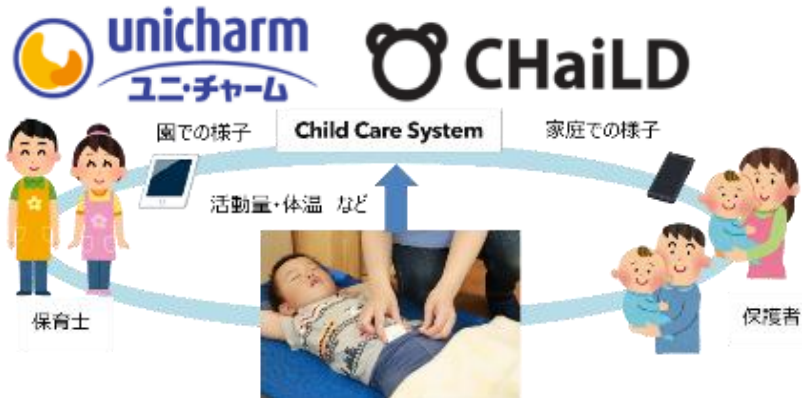 unicharm
ユニ・チャーム
CHaiLD
園での様子
Child Care System
家庭での様子
活動量・体温 など
保育士
保護者